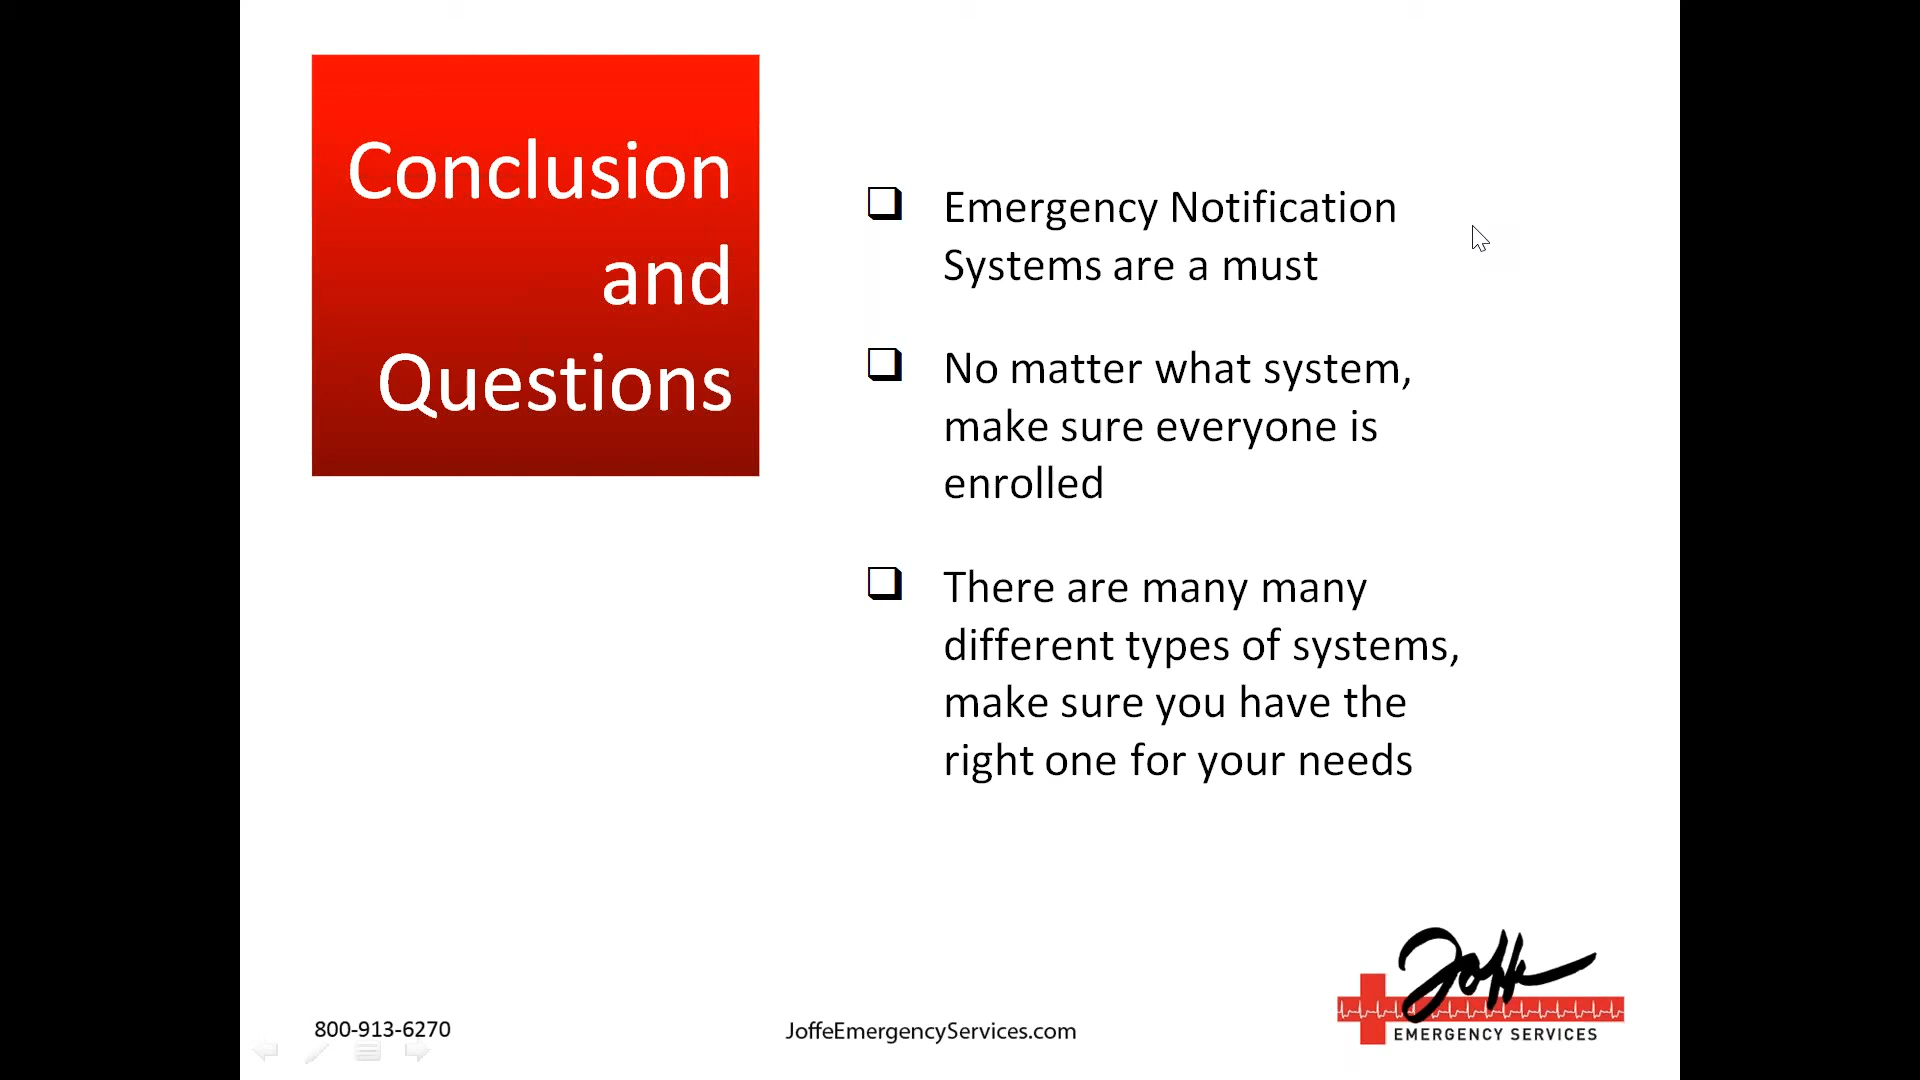 Conclusion
and
Questions
❑ Emergency Notification
Systems are a must
❑ No matter what system,
make sure everyone is
enrolled
❑ There are many many
different types of systems,
make sure you have the
right one for your needs
800-913-6270
JoffeEmergencyServices.com
Joffe
EMERGENCY SERVICES